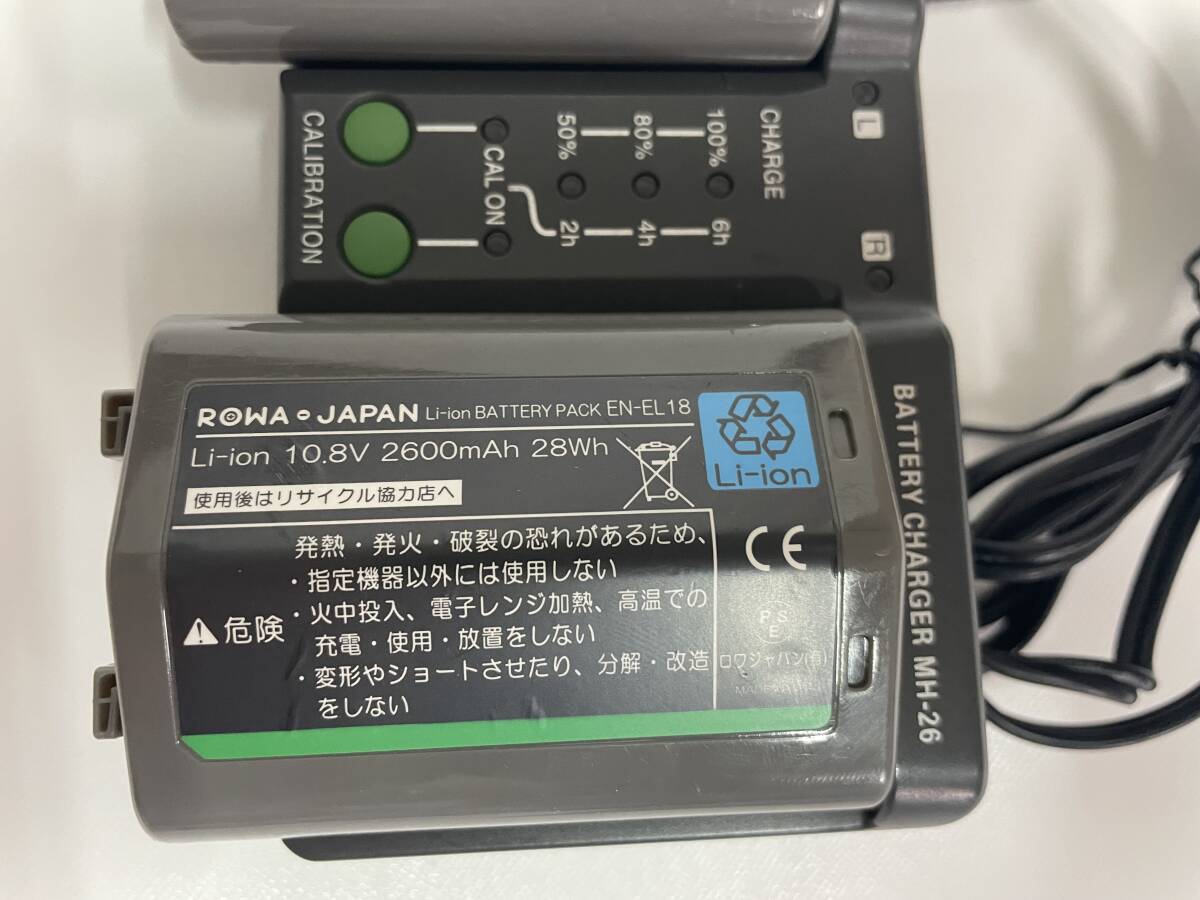 CALIBRATION
CAL ON
50% 80% 100%
2h 4h 6h
CHARGE
L
R
BATTERY CHARGER MH-26
ROWA JAPAN Li-ion BATTERY PACK EN-EL18
Li-ion 10.8V 2600mAh 28Wh
Li-ion
使用後はリサイクル協力店へ
発熱・発火・破裂の恐れがあるため、
・指定機器以外には使用しない
・火中投入、電子レンジ加熱、高温での
充電・使用・放置をしない
・変形やショートさせたり、分解・改造
をしない
危険
CE
PSE
ロワジャパン(有)